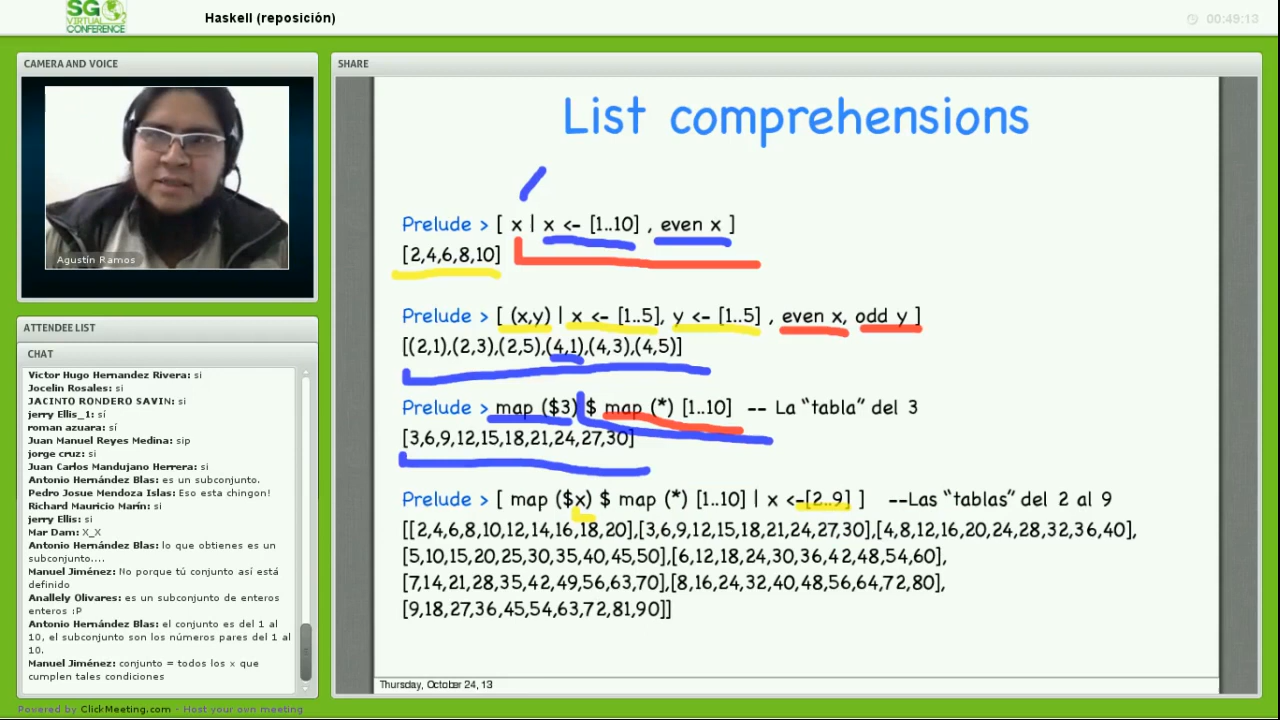 SG
VIRTUAL
CONFERENCE
Haskell (reposición)
00:49:13
CAMERA AND VOICE
Agustín Ramos
ATTENDEE LIST
CHAT
Victor Hugo Hernandez Rivera: si
Jocelin Rosales: si
JACINTO RONDERO SAVIN: si
jerry Ellis_1: sí
roman azuara: sí
Juan Manuel Reyes Medina: sip
jorge cruz: si
Juan Carlos Mandujano Herrera: si
Antonio Hernández Blas: es un subconjunto.
Pedro Josue Mendoza Islas: Eso esta chingon!
Richard Mauricio Marín: si
jerry Ellis: si
Mar Dam: X_X
Antonio Hernández Blas: lo que obtienes es un
subconjunto....
Manuel Jiménez: No porque tú conjunto así está
definido
Anallely Olivares: es un subconjunto de enteros
enteros :P
Antonio Hernández Blas: el conjunto es del 1 al
10, el subconjunto son los números pares del 1 al
10.
Manuel Jiménez: conjunto = todos los x que
cumplen tales condiciones
Powered by ClickMeeting.com - Host your own meeting
SHARE
List comprehensions
Prelude > [ x | x <- [1..10] , even x ]
[2,4,6,8,10]
Prelude > [ (x,y) | x <- [1..5], y <- [1..5] , even x, odd y ]
[(2,1),(2,3),(2,5),(4,1),(4,3),(4,5)]
Prelude > map ($3) $ map (*) [1..10] -- La “tabla” del 3
[3,6,9,12,15,18,21,24,27,30]
Prelude > [ map ($x) $ map (*) [1..10] | x <-[2..9] ] --Las “tablas” del 2 al 9
[[2,4,6,8,10,12,14,16,18,20],[3,6,9,12,15,18,21,24,27,30],[4,8,12,16,20,24,28,32,36,40],
[5,10,15,20,25,30,35,40,45,50],[6,12,18,24,30,36,42,48,54,60],
[7,14,21,28,35,42,49,56,63,70],[8,16,24,32,40,48,56,64,72,80],
[9,18,27,36,45,54,63,72,81,90]]
Thursday, October 24, 13